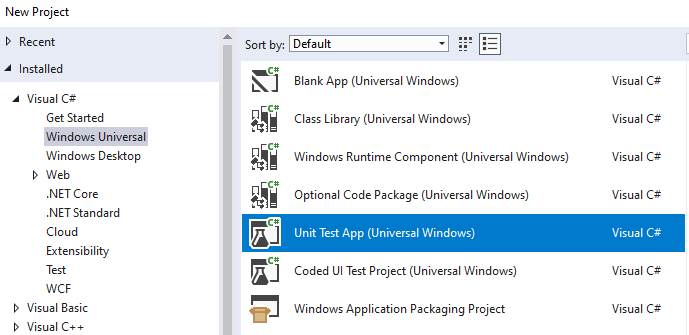 New Project
Recent
Installed
Visual C#
Get Started
Windows Universal
Windows Desktop
Web
.NET Core
.NET Standard
Cloud
Extensibility
Test
WCF
Visual Basic
Visual C++
Sort by: Default
C# Blank App (Universal Windows) Visual C#
C# Class Library (Universal Windows) Visual C#
C# Windows Runtime Component (Universal Windows) Visual C#
C# Optional Code Package (Universal Windows) Visual C#
C# Unit Test App (Universal Windows) Visual C#
C# Coded UI Test Project (Universal Windows) Visual C#
Windows Application Packaging Project Visual C#